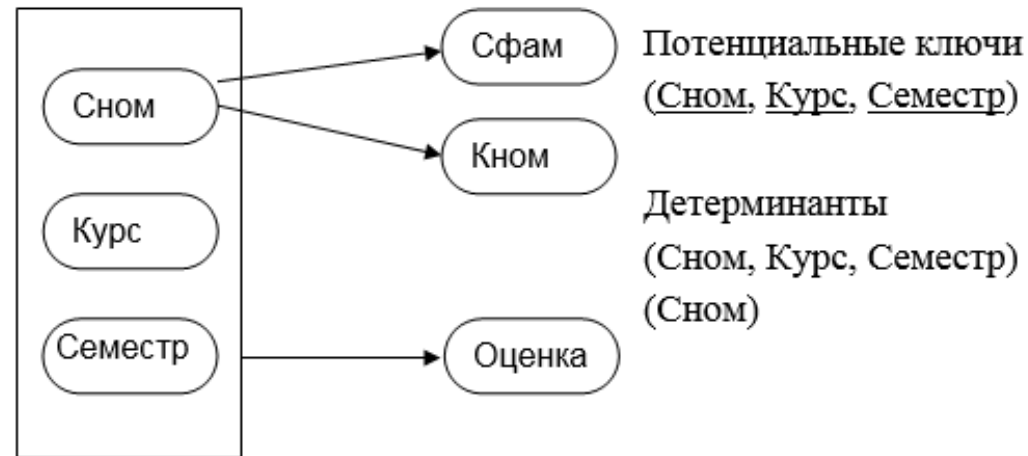 Сном
Курс
Семестр
Сфам
Кном
Оценка
Потенциальные ключи
(Сном, Курс, Семестр)
Детерминанты
(Сном, Курс, Семестр)
(Сном)